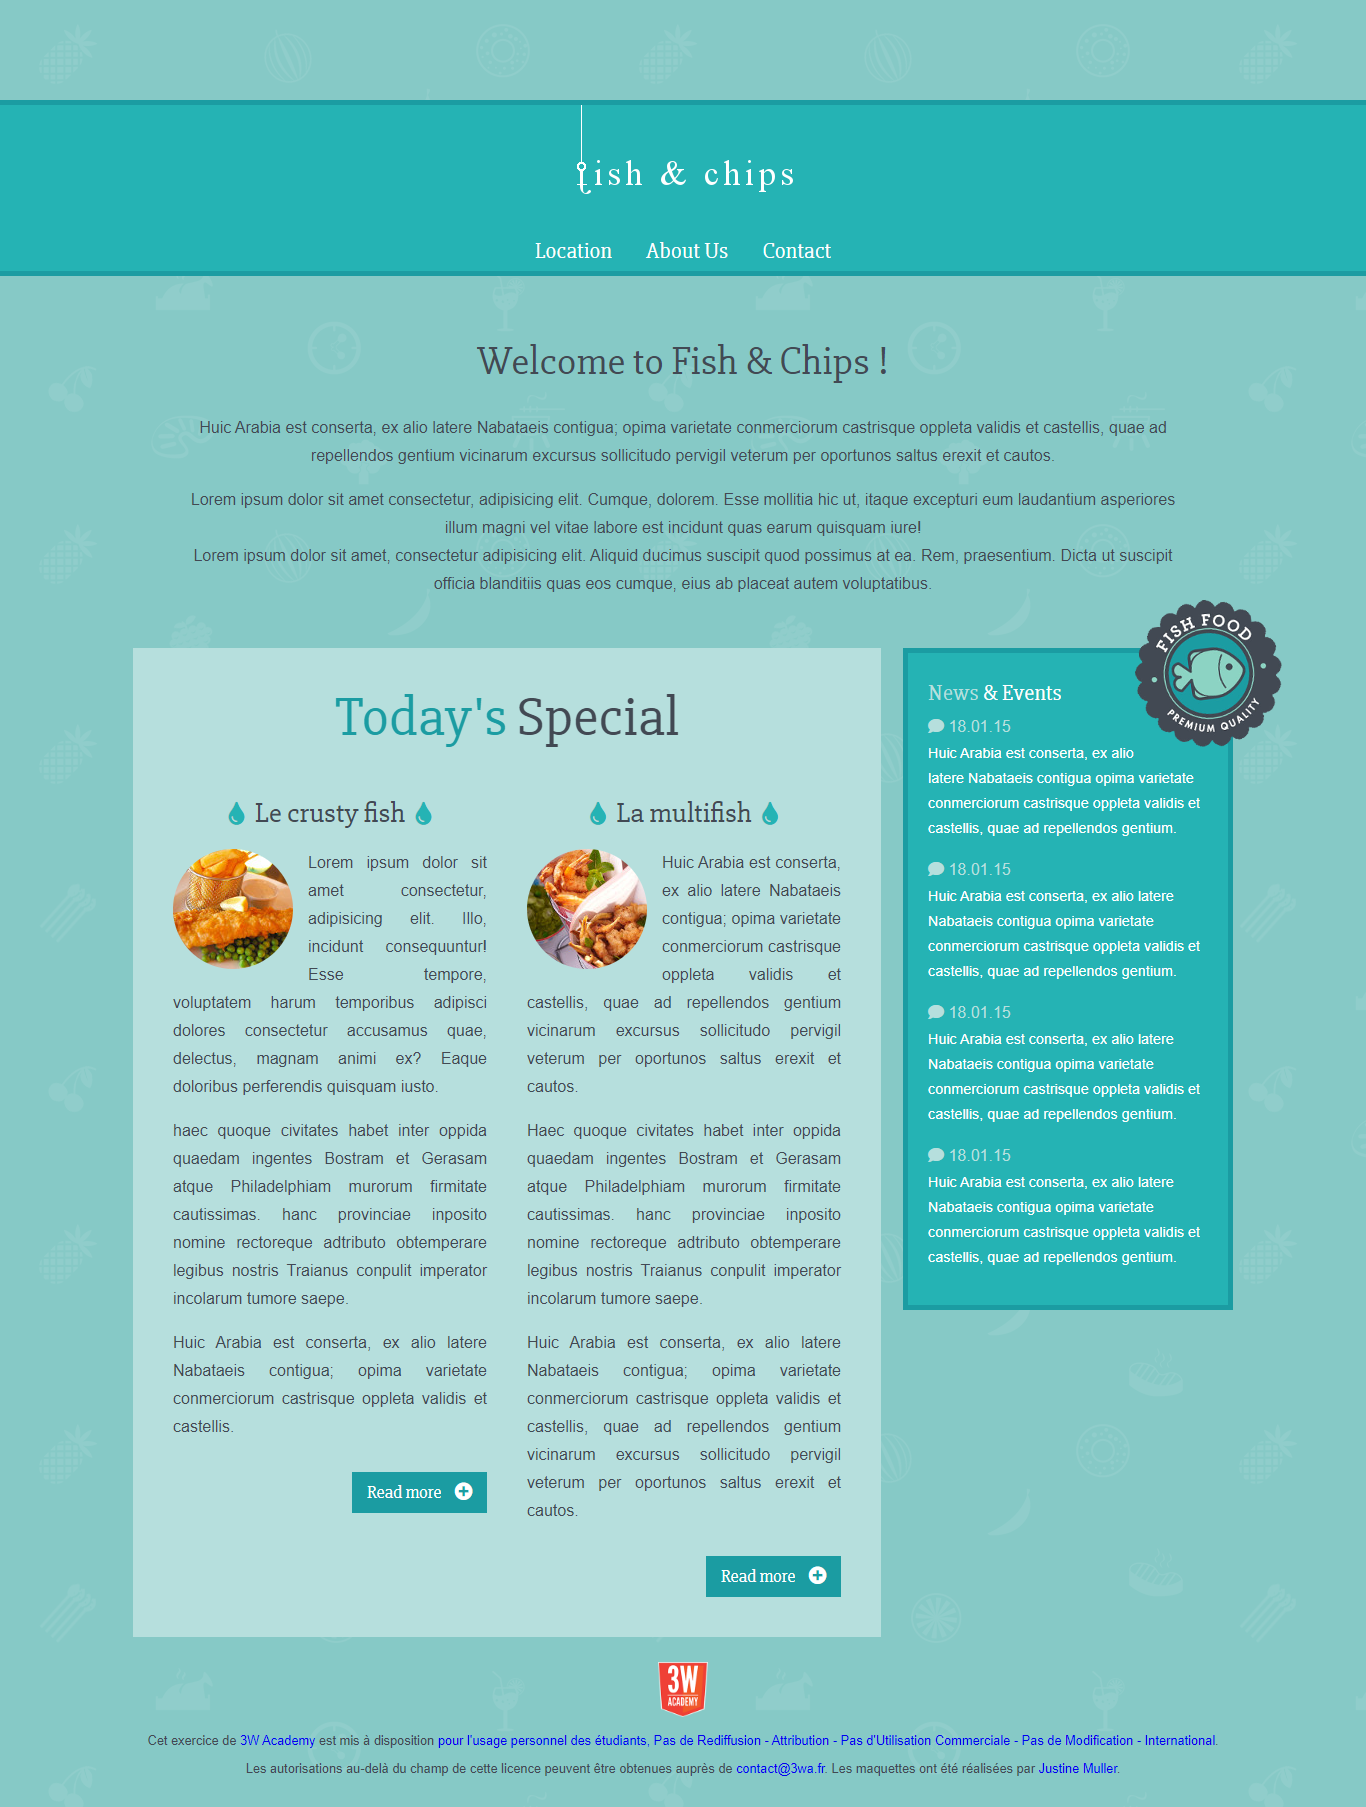 fish & chips
Location About Us Contact
Welcome to Fish & Chips !
Huic Arabia est conserta, ex alio latere Nabataeis contigua; opima varietate conmerciorum castrisque oppleta validis et castellis, quae ad
repellendos gentium vicinarum excursus sollicitudo pervigil veterum per oportunos saltus erexit et cautos.
Lorem ipsum dolor sit amet consectetur, adipisicing elit. Cumque, dolorem. Esse mollitia hic ut, itaque excepturi eum laudantium asperiores
illum magni vel vitae labore est incidunt quas earum quisquam iure!
Lorem ipsum dolor sit amet, consectetur adipisicing elit. Aliquid ducimus suscipit quod possimus at ea. Rem, praesentium. Dicta ut suscipit
officia blanditiis quas eos cumque, eius ab placeat autem voluptatibus.
Today's Special
Le crusty fish
Lorem ipsum dolor sit
amet consectetur,
adipisicing elit. Illo,
incidunt consequuntur!
Esse tempore,
voluptatem harum temporibus adipisci
dolores consectetur accusamus quae,
delectus, magnam animi ex? Eaque
doloribus perferendis quisquam iusto.
haec quoque civitates habet inter oppida
quaedam ingentes Bostram et Gerasam
atque Philadelphiam murorum firmitate
cautissimas. hanc provinciae inposito
nomine rectoreque adtributo obtemperare
legibus nostris Traianus conpulit imperator
incolarum tumore saepe.
Huic Arabia est conserta, ex alio latere
Nabataeis contigua; opima varietate
conmerciorum castrisque oppleta validis et
castellis.
Read more
La multifish
Huic Arabia est conserta,
ex alio latere Nabataeis
contigua; opima varietate
conmerciorum castrisque
oppleta validis et
castellis, quae ad repellendos gentium
vicinarum excursus sollicitudo pervigil
veterum per oportunos saltus erexit et
cautos.
Haec quoque civitates habet inter oppida
quaedam ingentes Bostram et Gerasam
atque Philadelphiam murorum firmitate
cautissimas. hanc provinciae inposito
nomine rectoreque adtributo obtemperare
legibus nostris Traianus conpulit imperator
incolarum tumore saepe.
Huic Arabia est conserta, ex alio latere
Nabataeis contigua; opima varietate
conmerciorum castrisque oppleta validis et
castellis, quae ad repellendos gentium
vicinarum excursus sollicitudo pervigil
veterum per oportunos saltus erexit et
cautos.
Read more
FISH FOOD
PREMIUM QUALITY
News & Events
18.01.15
Huic Arabia est conserta, ex alio
latere Nabataeis contigua opima varietate
conmerciorum castrisque oppleta validis et
castellis, quae ad repellendos gentium.
18.01.15
Huic Arabia est conserta, ex alio latere
Nabataeis contigua opima varietate
conmerciorum castrisque oppleta validis et
castellis, quae ad repellendos gentium.
18.01.15
Huic Arabia est conserta, ex alio latere
Nabataeis contigua opima varietate
conmerciorum castrisque oppleta validis et
castellis, quae ad repellendos gentium.
18.01.15
Huic Arabia est conserta, ex alio latere
Nabataeis contigua opima varietate
conmerciorum castrisque oppleta validis et
castellis, quae ad repellendos gentium.
3W
ACADEMY
Cet exercice de 3W Academy est mis à disposition pour l'usage personnel des étudiants, Pas de Rediffusion - Attribution - Pas d'Utilisation Commerciale - Pas de Modification - International.
Les autorisations au-delà du champ de cette licence peuvent être obtenues auprès de contact@3wa.fr. Les maquettes ont été réalisées par Justine Muller.